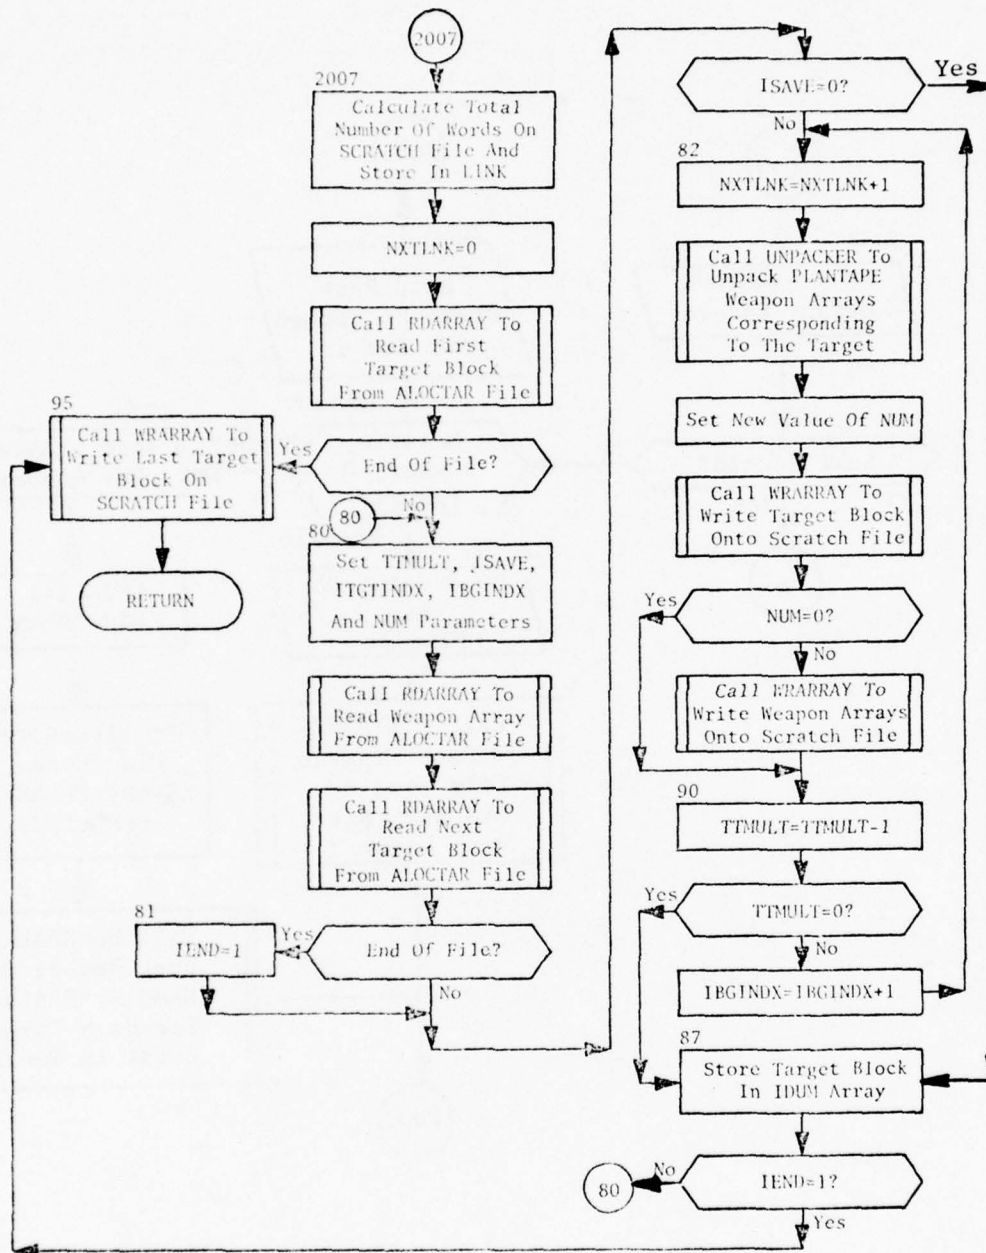 2007
2007
Calculate Total
Number Of Words On
SCRATCH File And
Store In LINK
NXTLNK=0
Call RDARRAY To
Read First
Target Block
From ALOCTAR File
End Of File?
Yes
95
Call WRARRAY To
Write Last Target
Block On
SCRATCH File
RETURN
No
80
80
Set TTMULT, ISAVE,
ITGTINDX, IBGINDX
And NUM Parameters
Call RDARRAY To
Read Weapon Array
From ALOCTAR File
Call RDARRAY To
Read Next
Target Block
From ALOCTAR File
End Of File?
Yes
81
IEND=1
No
ISAVE=0?
Yes
No
82
NXTLNK=NXTLNK+1
Call UNPACKER To
Unpack PLANTAPE
Weapon Arrays
Corresponding
To The Target
Set New Value Of NUM
Call WRARRAY To
Write Target Block
Onto Scratch File
Yes
NUM=0?
No
Call WRARRAY To
Write Weapon Arrays
Onto Scratch File
90
TTMULT=TTMULT-1
Yes
TTMULT=0?
No
IBGINDX=IBGINDX+1
87
Store Target Block
In IDUM Array
IEND=1?
No
80
Yes